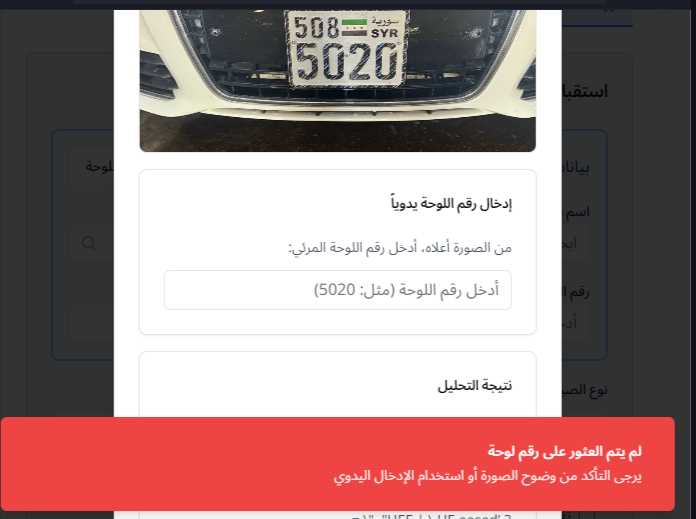 508 سورية
SYR
5020
استقبا
بيانات
لوحة
اسم
رقم ا
إدخال رقم اللوحة يدوياً
من الصورة أعلاه، أدخل رقم اللوحة المرئي:
أدخل رقم اللوحة (مثل: 5020)
نتيجة التحليل
نوع الصي
لم يتم العثور على رقم لوحة
يرجى التأكد من وضوح الصورة أو استخدام الإدخال اليدوي